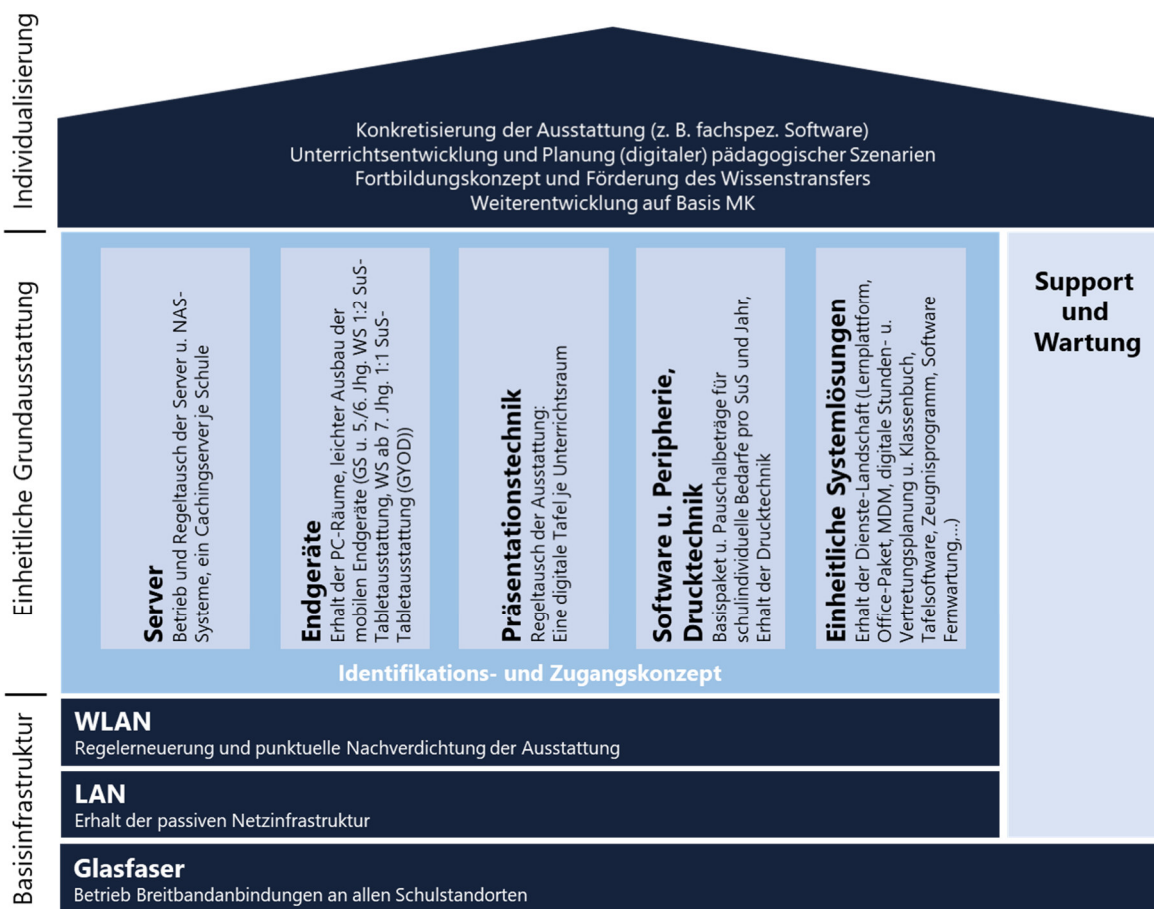 Individualisierung
Konkretisierung der Ausstattung (z. B. fachspez. Software)
Unterrichtsentwicklung und Planung (digitaler) pädagogischer Szenarien
Fortbildungskonzept und Förderung des Wissenstransfers
Weiterentwicklung auf Basis MK
Einheitliche Grundausstattung
Server
Betrieb und Regeltausch der Server u. NAS-
Systeme, ein Cachingserver je Schule
Endgeräte
Erhalt der PC-Räume, leichter Ausbau der
mobilen Endgeräte (GS u. 5./6. Jhg. WS 1:2 SuS-
Tabletausstattung, WS ab 7. Jhg. 1:1 SuS-
Tabletausstattung (GYOD))
Präsentationstechnik
Regeltausch der Ausstattung:
Eine digitale Tafel je Unterrichtsraum
Software u. Peripherie,
Drucktechnik
Basispaket u. Pauschalbeträge für
schulindividuelle Bedarfe pro SuS und Jahr,
Erhalt der Drucktechnik
Einheitliche Systemlösungen
Erhalt der Dienste-Landschaft (Lernplattform,
Office-Paket, MDM, digitale Stunden- u.
Vertretungsplanung u. Klassenbuch,
Tafelsoftware, Zeugnisprogramm, Software
Fernwartung,...)
Identifikations- und Zugangskonzept
Support
und
Wartung
Basisinfrastruktur
WLAN
Regelerneuerung und punktuelle Nachverdichtung der Ausstattung
LAN
Erhalt der passiven Netzinfrastruktur
Glasfaser
Betrieb Breitbandanbindungen an allen Schulstandorten